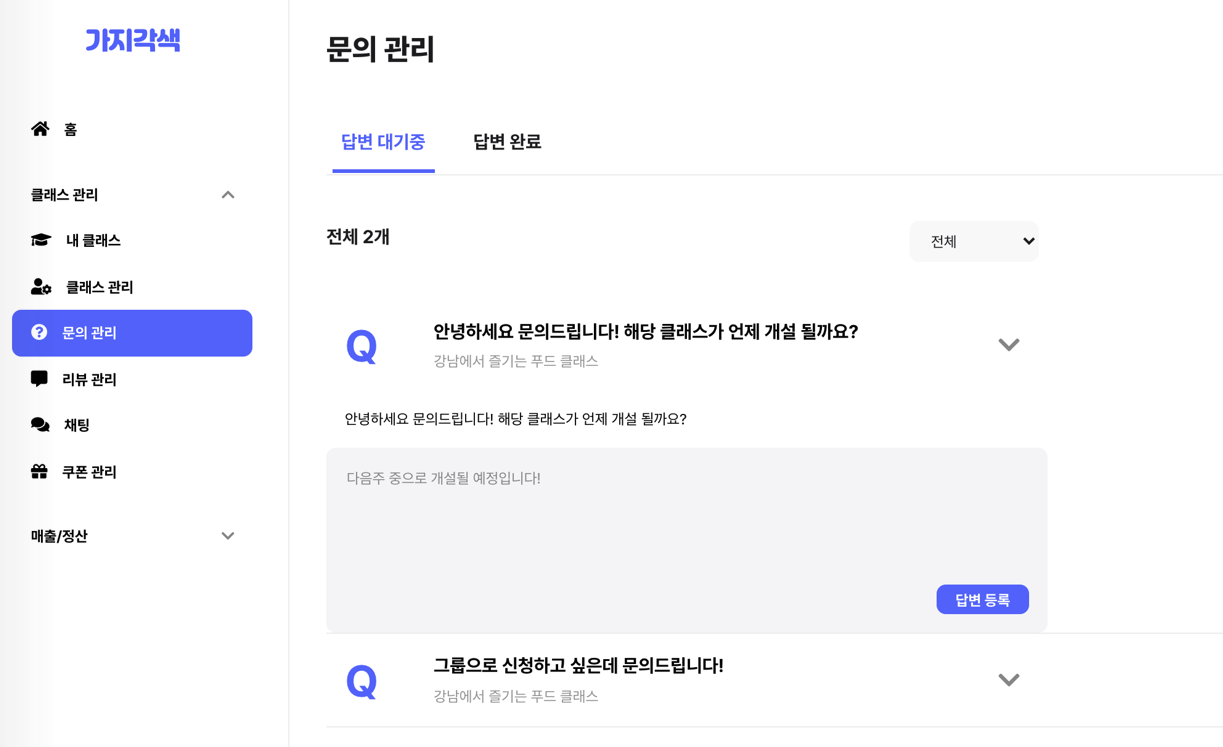 가지각색
홈
클래스 관리
내 클래스
클래스 관리
문의 관리
리뷰 관리
채팅
쿠폰 관리
매출/정산
문의 관리
답변 대기중
답변 완료
전체 2개
전체
Q
안녕하세요 문의드립니다! 해당 클래스가 언제 개설 될까요?
강남에서 즐기는 푸드 클래스
안녕하세요 문의드립니다! 해당 클래스가 언제 개설 될까요?
다음주 중으로 개설될 예정입니다!
답변 등록
Q
그룹으로 신청하고 싶은데 문의드립니다!
강남에서 즐기는 푸드 클래스